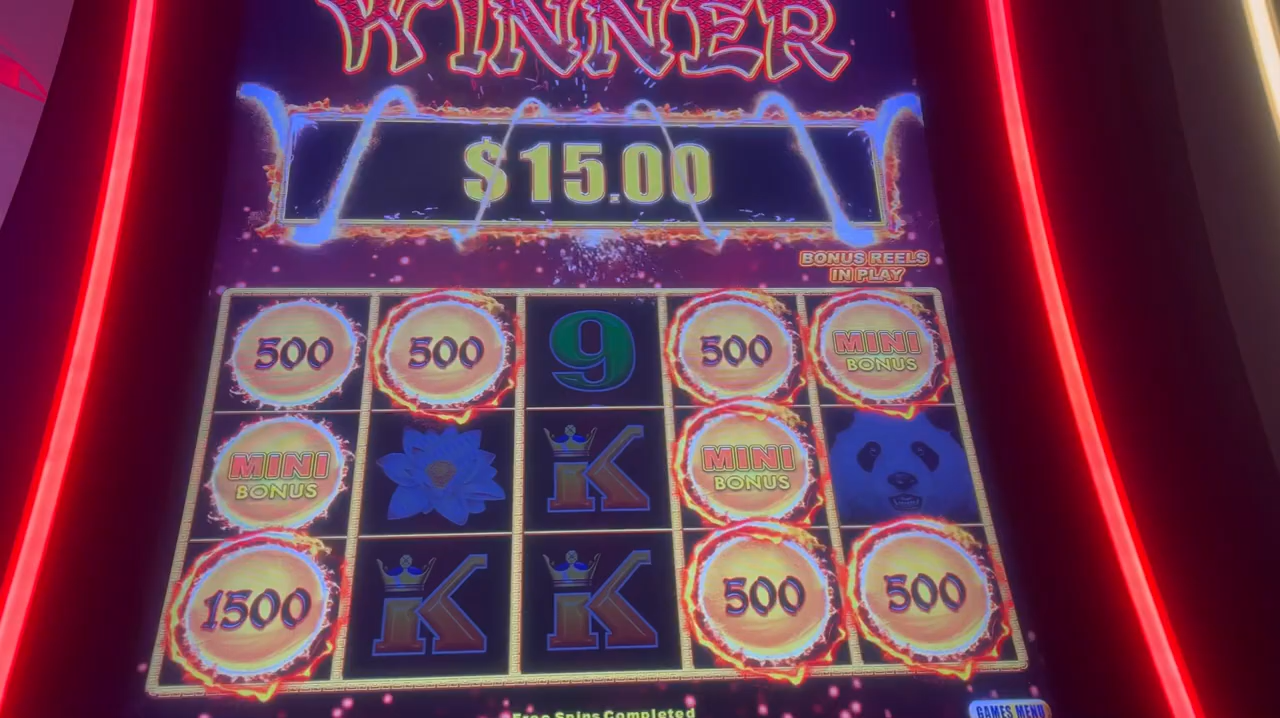 WINNER
$15.00
BONUS REELS
IN PLAY
500
500
9
500
MINI
BONUS
MINI
BONUS
K
MINI
BONUS
1500
K
K
500
500
Free Spins Completed
GAMES MENU